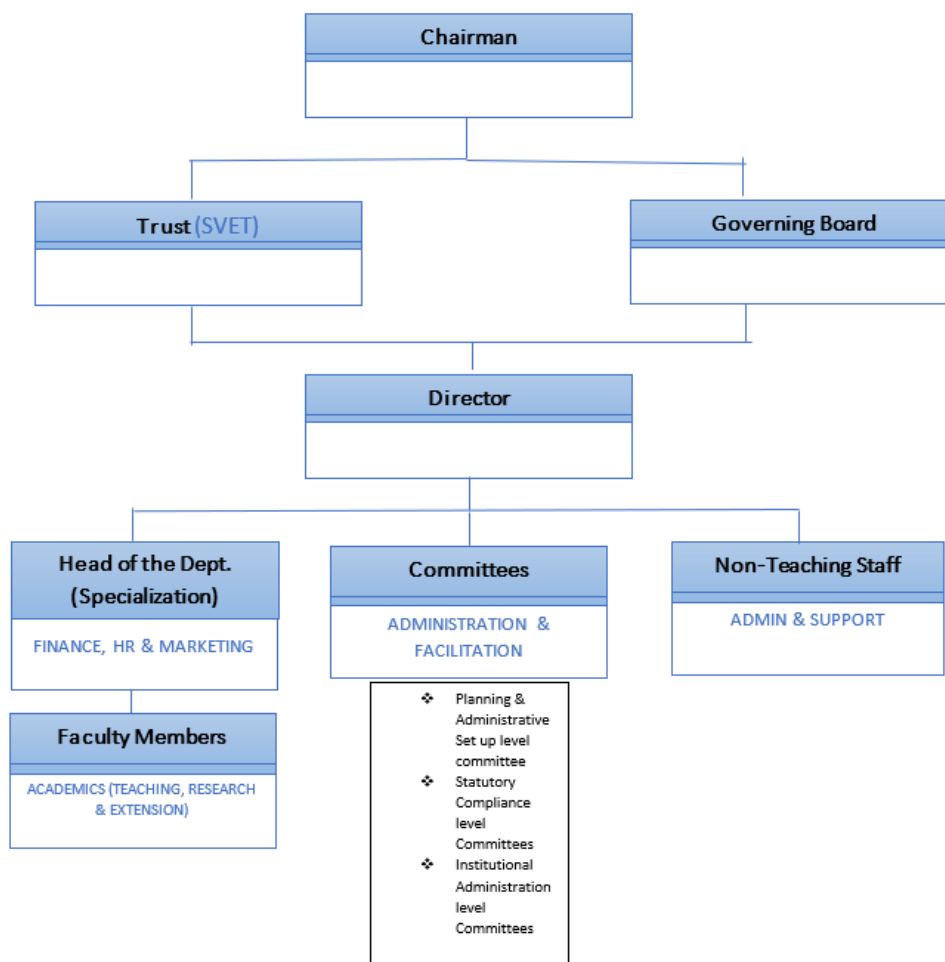 Chairman
Trust (SVET)
Governing Board
Director
Head of the Dept.
(Specialization)
FINANCE, HR & MARKETING
Committees
ADMINISTRATION &
FACILITATION
Non-Teaching Staff
ADMIN & SUPPORT
Faculty Members
ACADEMICS (TEACHING, RESEARCH
& EXTENSION)
❖ Planning &
Administrative
Set up level
committee
❖ Statutory
Compliance
level
Committees
❖ Institutional
Administration
level
Committees